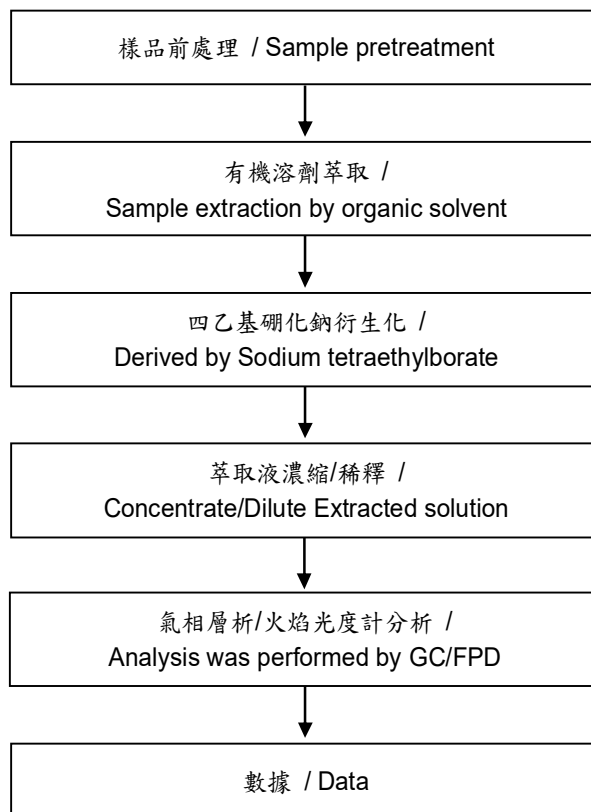 樣品前處理 / Sample pretreatment
有機溶劑萃取 /
Sample extraction by organic solvent
四乙基硼化鈉衍生化 /
Derived by Sodium tetraethylborate
萃取液濃縮/稀釋 /
Concentrate/Dilute Extracted solution
氣相層析/火焰光度計分析 /
Analysis was performed by GC/FPD
數據 / Data